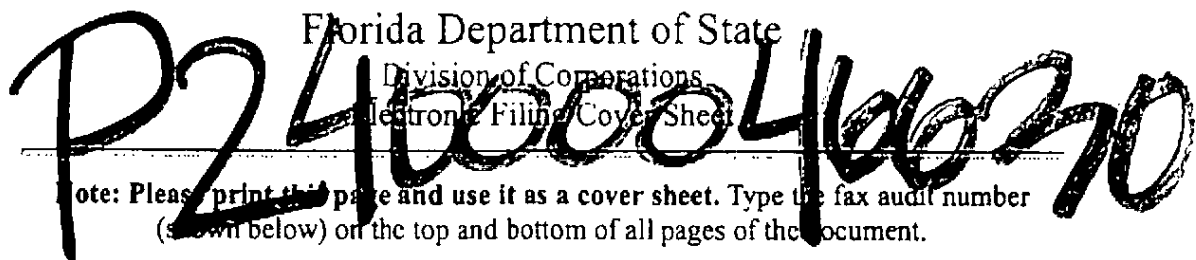 Florida Department of State
Division of Corporations
Electronic Filing Cover Sheet
P24000046030
Note: Please print this page and use it as a cover sheet. Type the fax audit number
(shown below) on the top and bottom of all pages of the document.